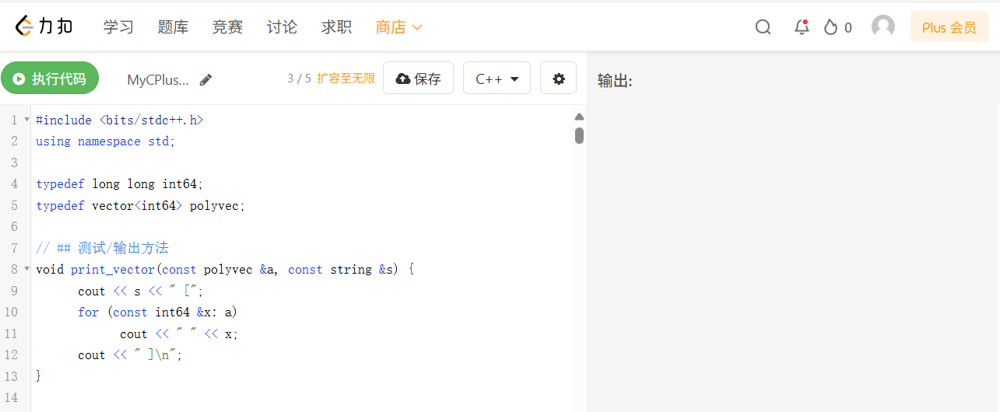 力扣 学习 题库 竞赛 讨论 求职 商店 0 Plus 会员
执行代码 MyCPlus... 3 / 5 扩容至无限 保存 C++ 输出:
1 #include <bits/stdc++.h>
2 using namespace std;
3
4 typedef long long int64;
5 typedef vector<int64> polyvec;
6
7 // ## 测试/输出方法
8 void print_vector(const polyvec &a, const string &s) {
9 cout << s << " [";
10 for (const int64 &x: a)
11 cout << " " << x;
12 cout << " ]\n";
13 }
14